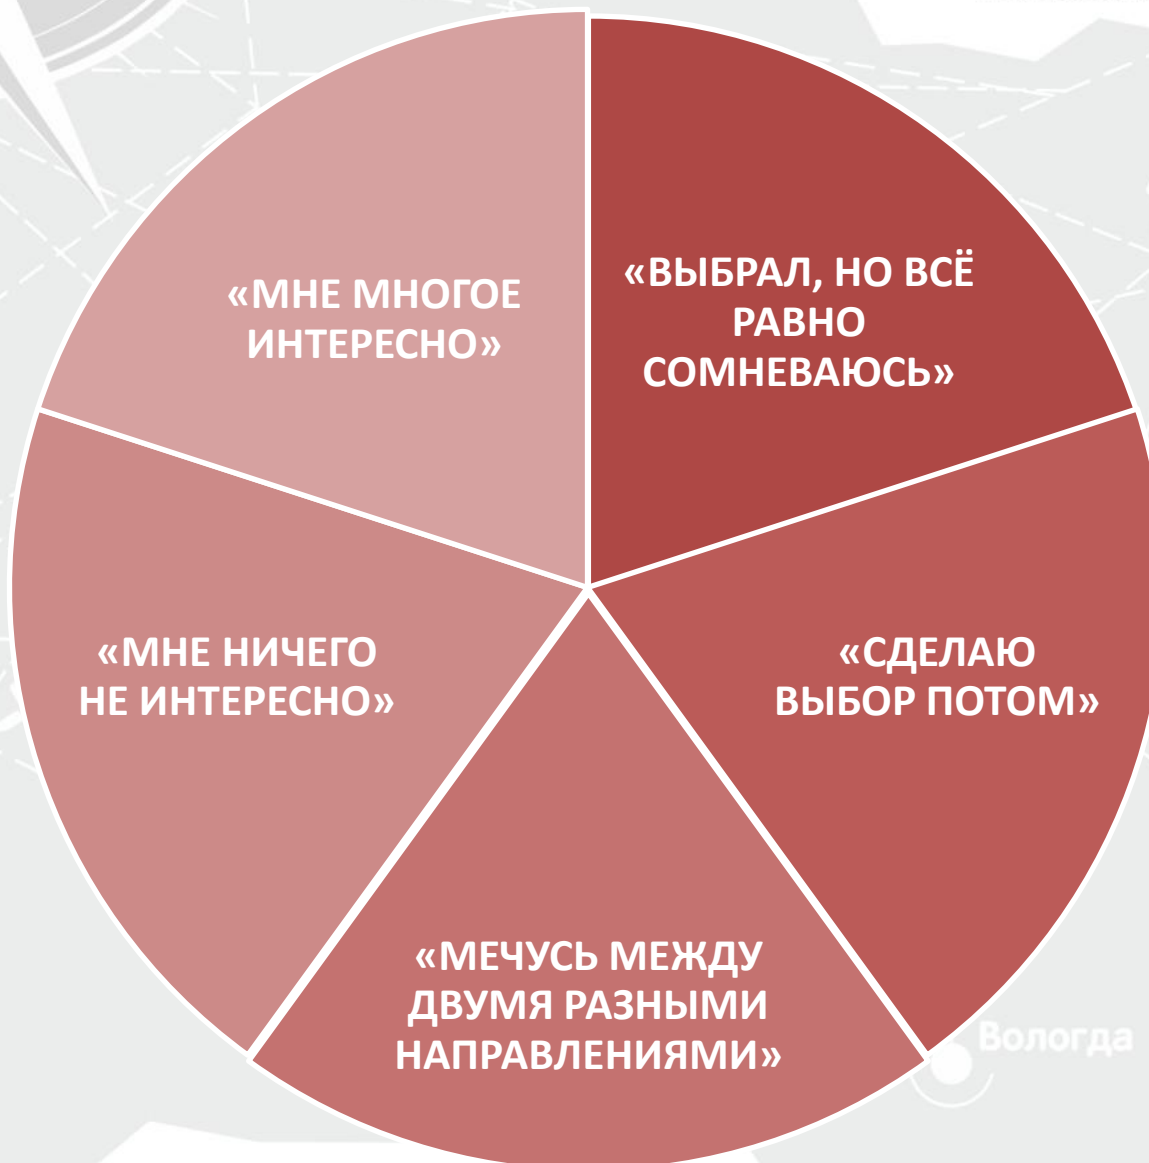 «МНЕ МНОГОЕ
ИНТЕРЕСНО»
«ВЫБРАЛ, НО ВСЁ
РАВНО
СОМНЕВАЮСЬ»
«МНЕ НИЧЕГО
НЕ ИНТЕРЕСНО»
«СДЕЛАЮ
ВЫБОР ПОТОМ»
«МЕЧУСЬ МЕЖДУ
ДВУМЯ РАЗНЫМИ
НАПРАВЛЕНИЯМИ»
Вологда